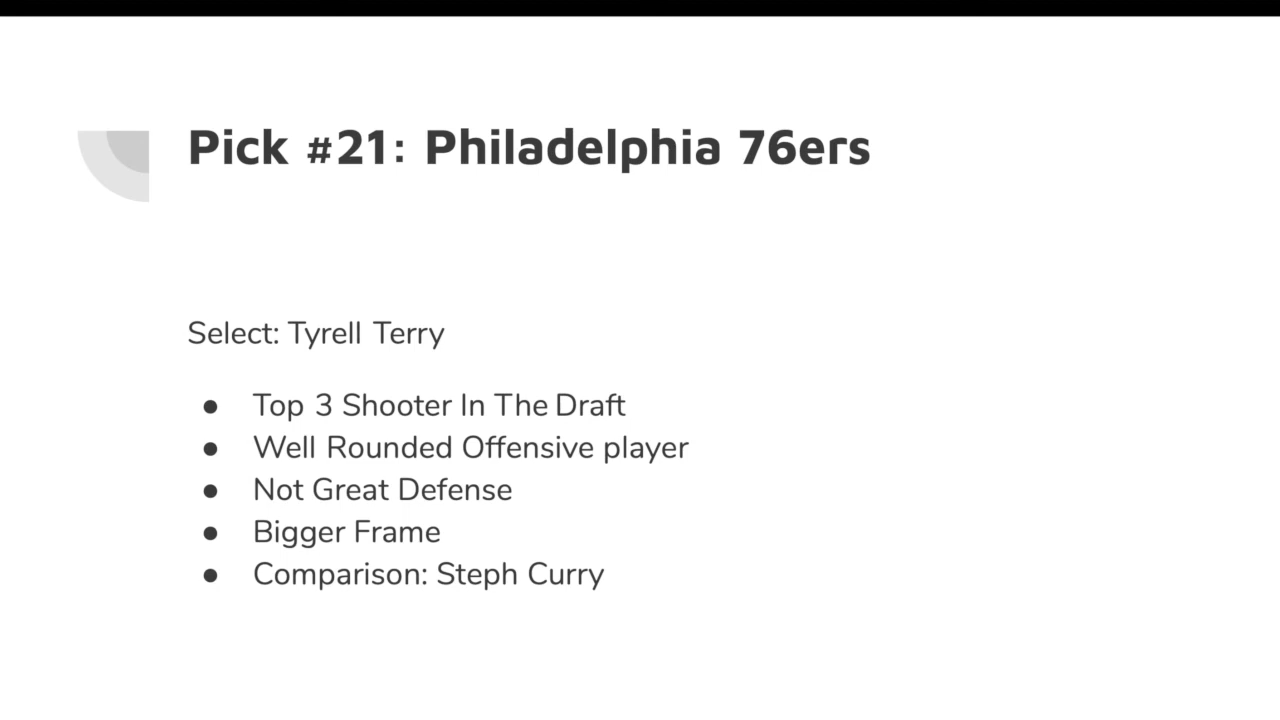 Pick #21: Philadelphia 76ers
Select: Tyrell Terry
● Top 3 Shooter In The Draft
● Well Rounded Offensive player
● Not Great Defense
● Bigger Frame
● Comparison: Steph Curry